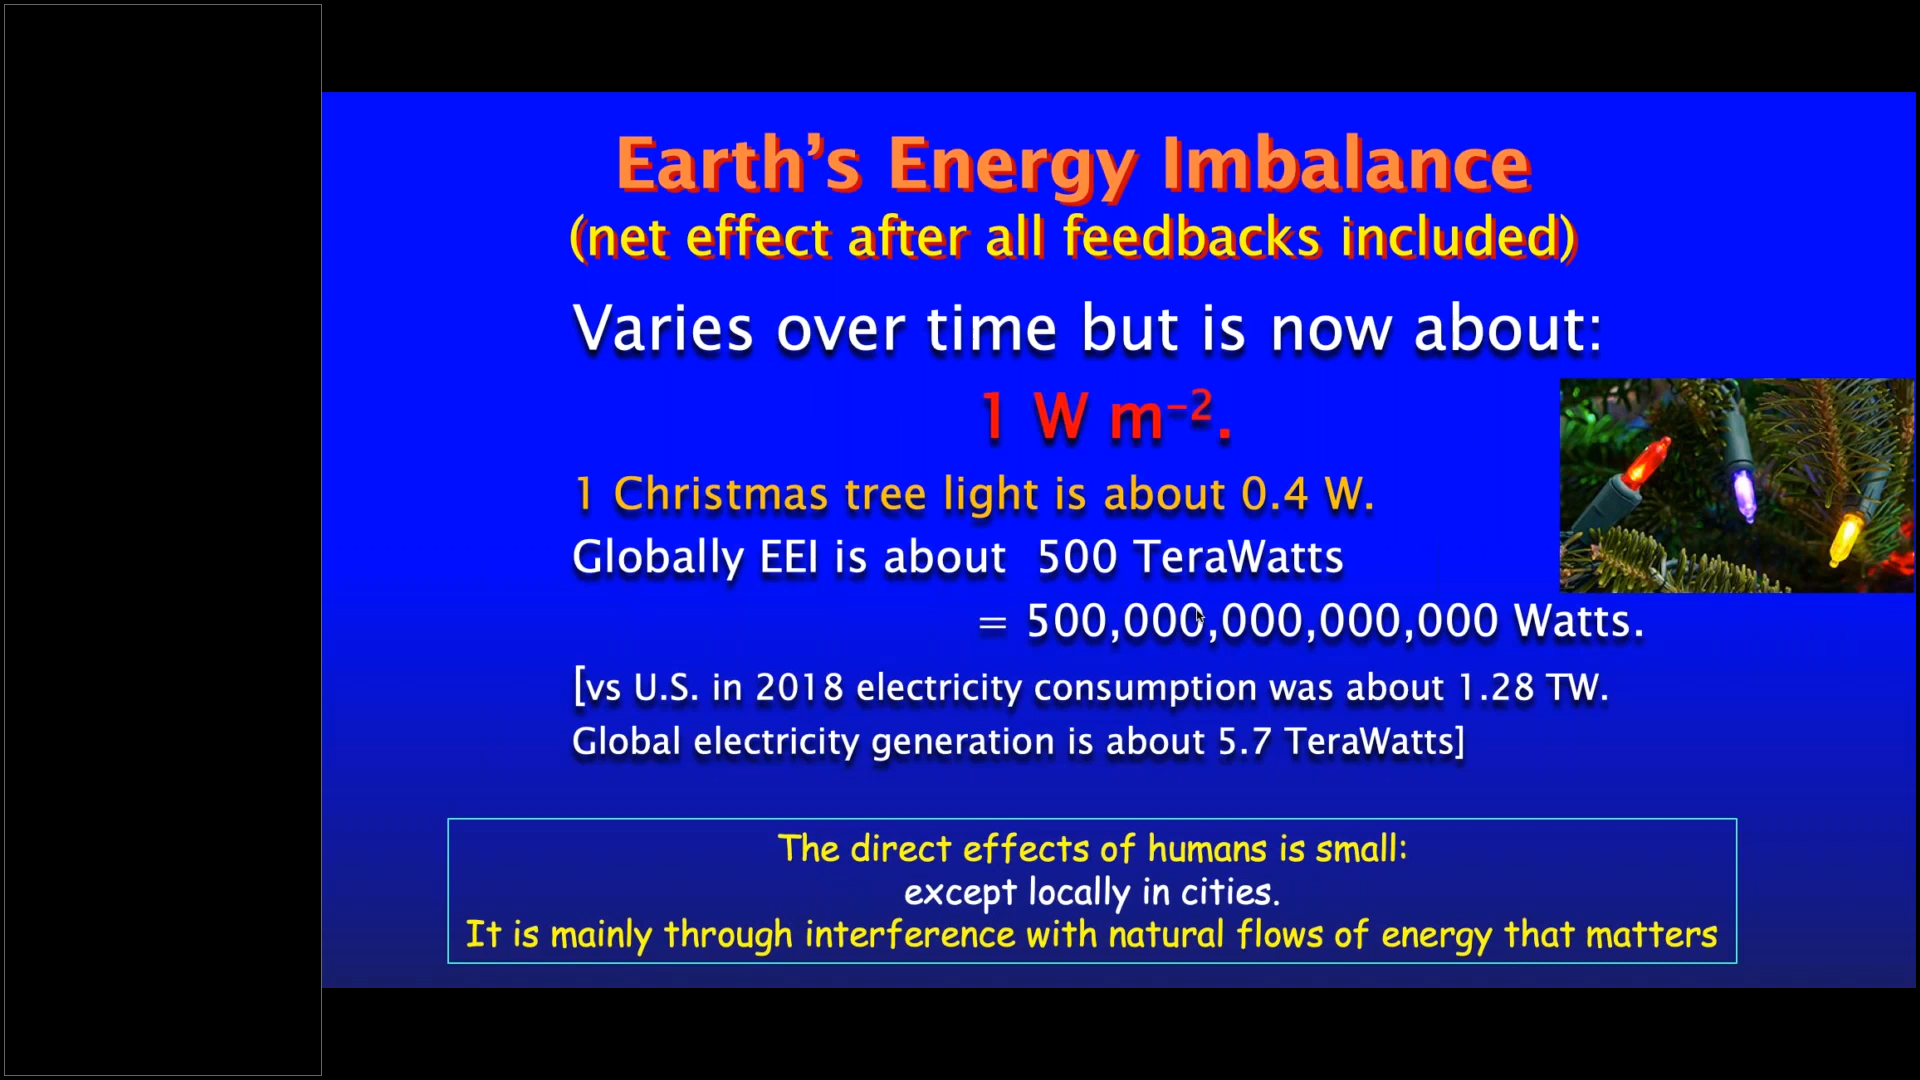 Earth’s Energy Imbalance
(net effect after all feedbacks included)
Varies over time but is now about:
1 W m⁻².
1 Christmas tree light is about 0.4 W.
Globally EEI is about 500 TeraWatts
= 500,000,000,000,000 Watts.
[vs U.S. in 2018 electricity consumption was about 1.28 TW.
Global electricity generation is about 5.7 TeraWatts]
The direct effects of humans is small:
except locally in cities.
It is mainly through interference with natural flows of energy that matters